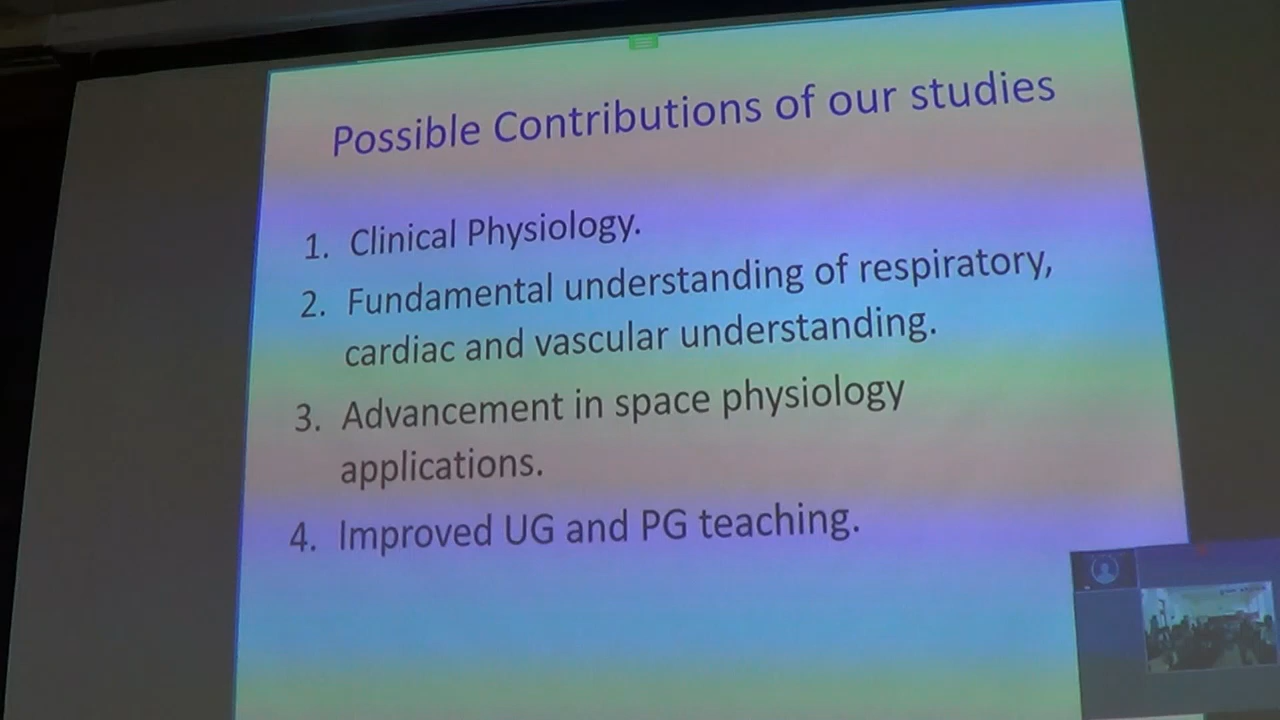 Possible Contributions of our studies
1. Clinical Physiology.
2. Fundamental understanding of respiratory,
cardiac and vascular understanding.
3. Advancement in space physiology
applications.
4. Improved UG and PG teaching.